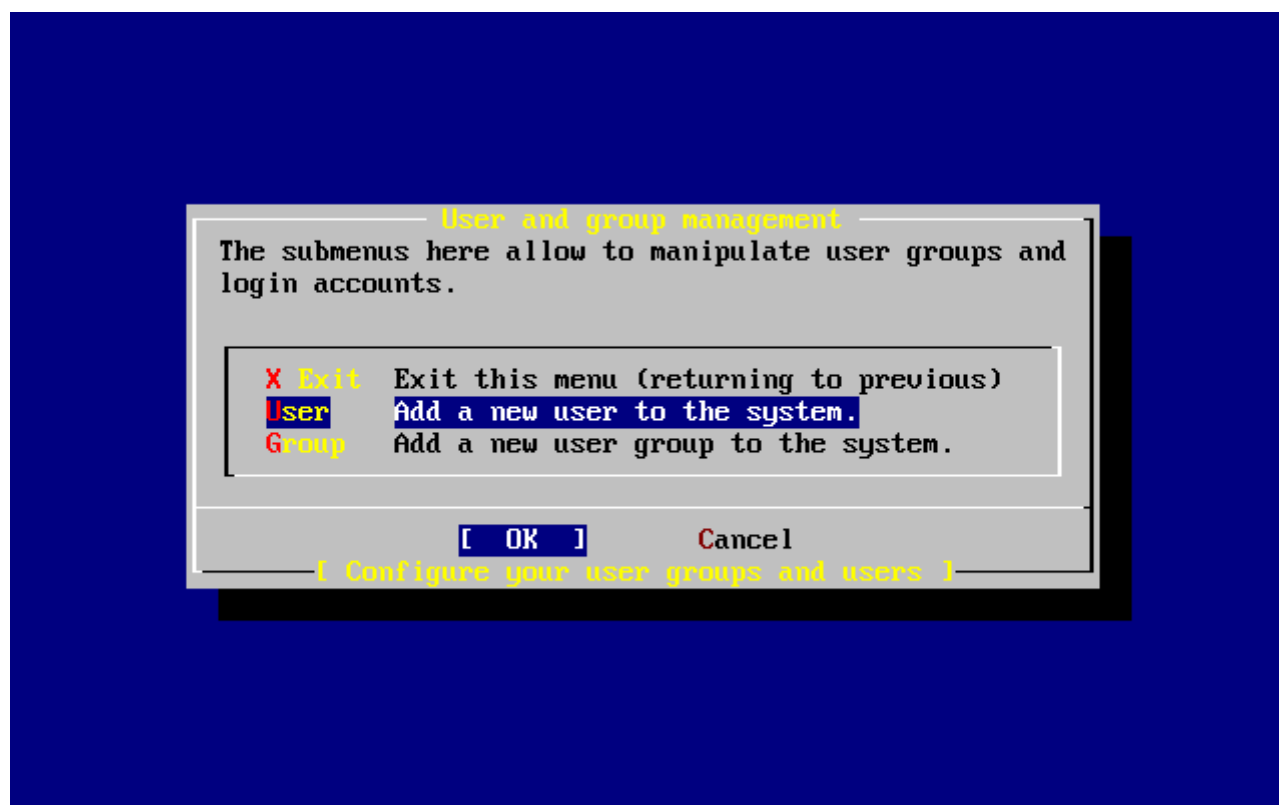 User and group management
The submenus here allow to manipulate user groups and
login accounts.
X Exit Exit this menu (returning to previous)
User Add a new user to the system.
Group Add a new user group to the system.
[ OK ] Cancel
[ Configure your user groups and users ]